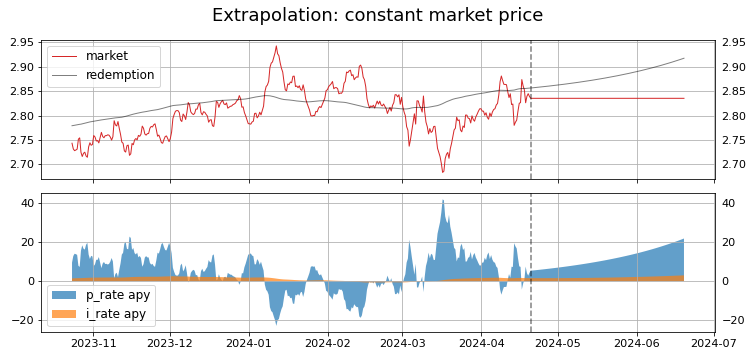 Extrapolation: constant market price
2.95 2.95
2.90 2.90
2.85 2.85
2.80 2.80
2.75 2.75
2.70 2.70
market
redemption
40 40
20 20
0 0
−20 −20
p_rate apy
i_rate apy
2023-11 2023-12 2024-01 2024-02 2024-03 2024-04 2024-05 2024-06 2024-07